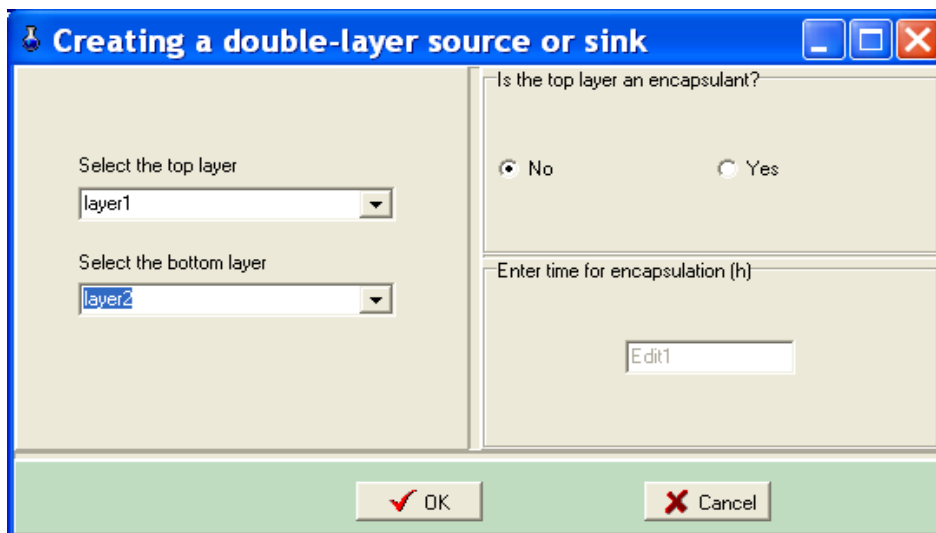 Creating a double-layer source or sink
Select the top layer
layer1
Select the bottom layer
layer2
Is the top layer an encapsulant?
No
Yes
Enter time for encapsulation (h)
Edit1
OK
Cancel